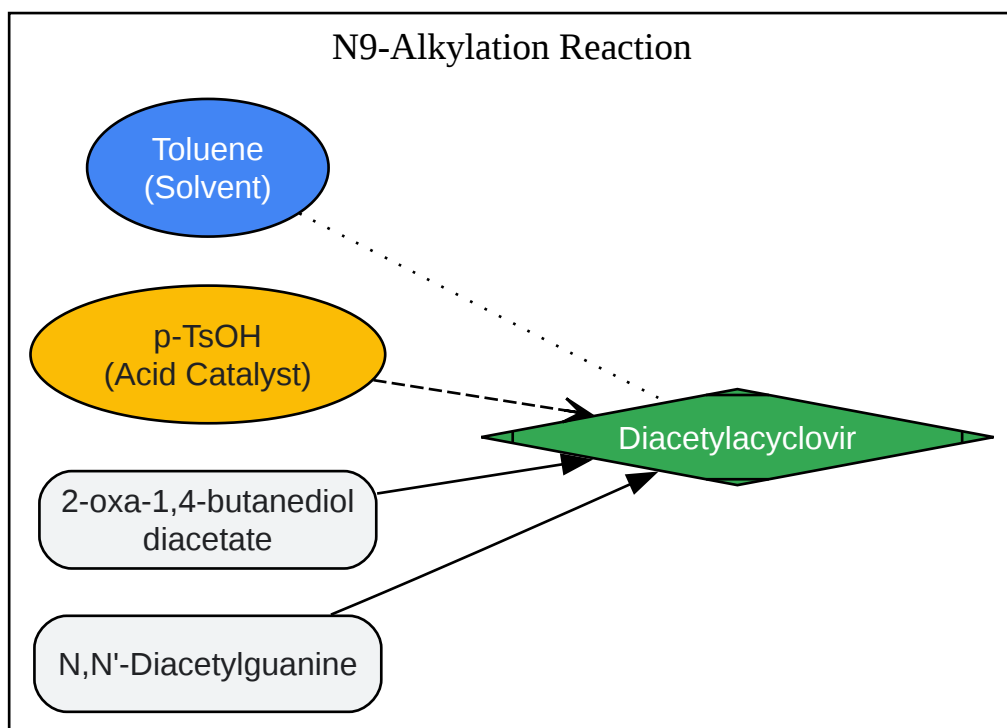 N9-Alkylation Reaction
Toluene
(Solvent)
p-TsOH
(Acid Catalyst)
Diacetylacyclovir
2-oxa-1,4-butanediol
diacetate
N,N'-Diacetylguanine